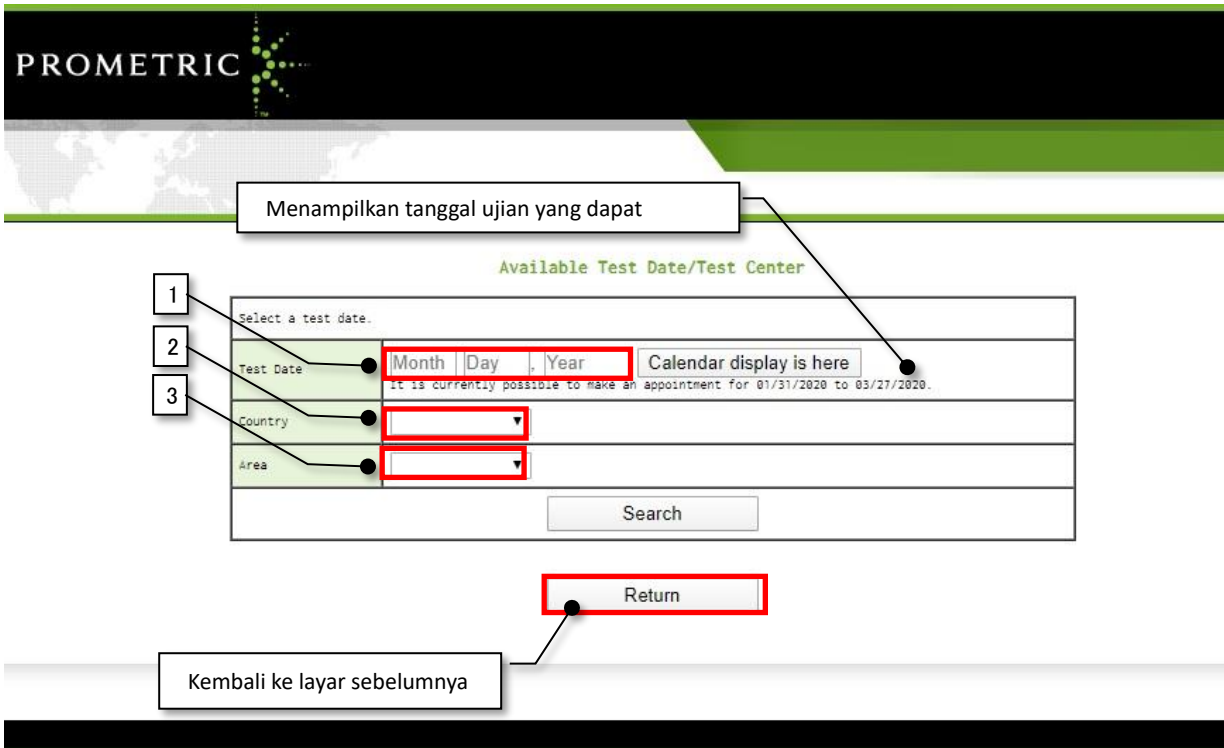 PROMETRIC
TM
Menampilkan tanggal ujian yang dapat
Available Test Date/Test Center
1
Select a test date.
2
Test Date
Month Day , Year Calendar display is here
It is currently possible to make an appointment for 01/31/2020 to 03/27/2020.
3
Country
Area
Search
Return
Kembali ke layar sebelumnya